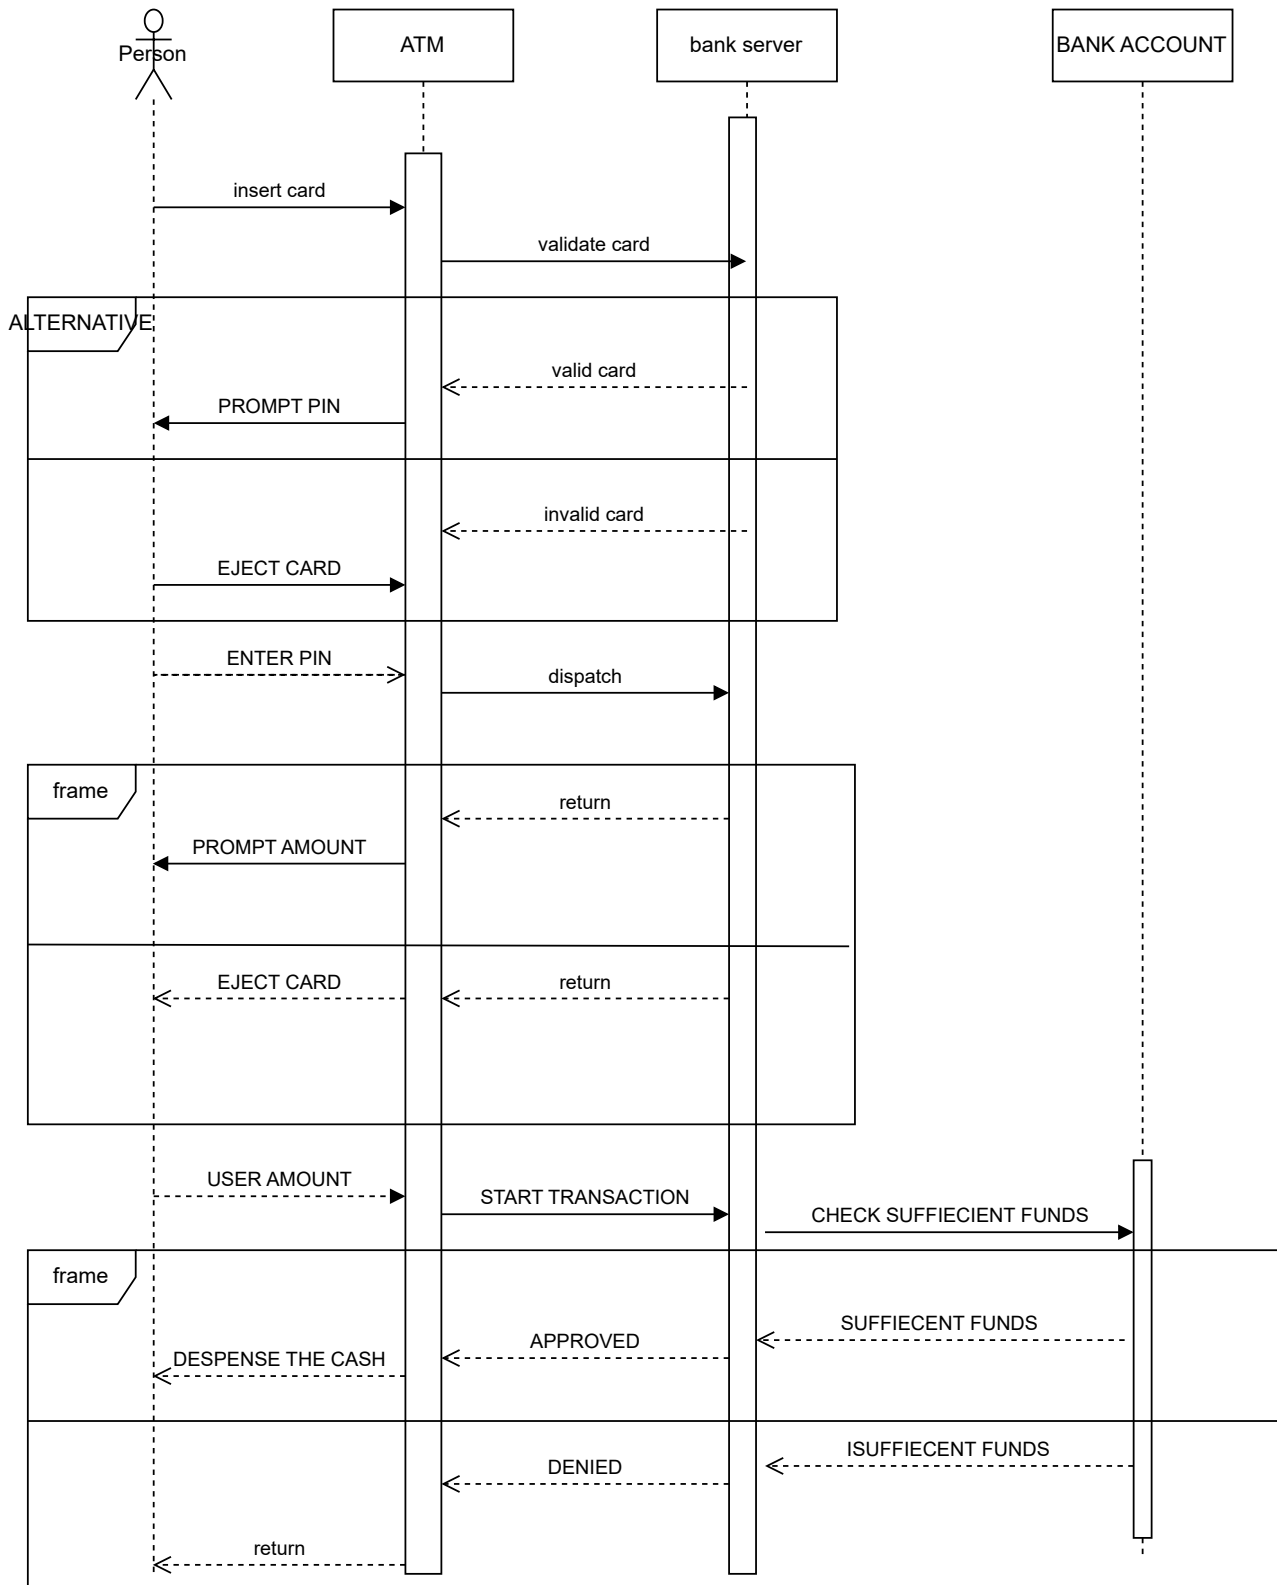 Person
ATM
bank server
BANK ACCOUNT
insert card
validate card
ALTERNATIVE
valid card
PROMPT PIN
invalid card
EJECT CARD
ENTER PIN
dispatch
frame
return
PROMPT AMOUNT
EJECT CARD
return
USER AMOUNT
START TRANSACTION
CHECK SUFFIECIENT FUNDS
frame
SUFFIECENT FUNDS
APPROVED
DESPENSE THE CASH
ISUFFIECENT FUNDS
DENIED
return